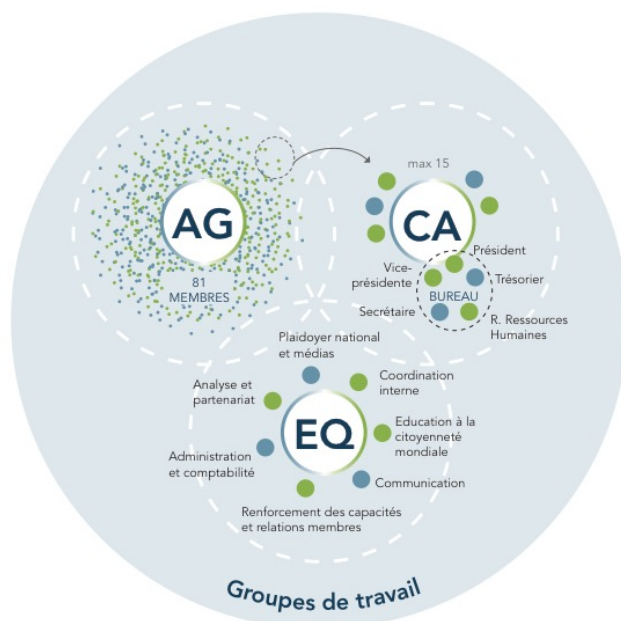 AG
81
MEMBRES
max 15
CA
Président
Vice-
présidente
Trésorier
BUREAU
Secrétaire
R. Ressources
Humaines
Plaidoyer national
et médias
Coordination
interne
Analyse et
partenariat
EQ
Education à la
citoyenneté
mondiale
Administration
et comptabilité
Communication
Renforcement des capacités
et relations membres
Groupes de travail